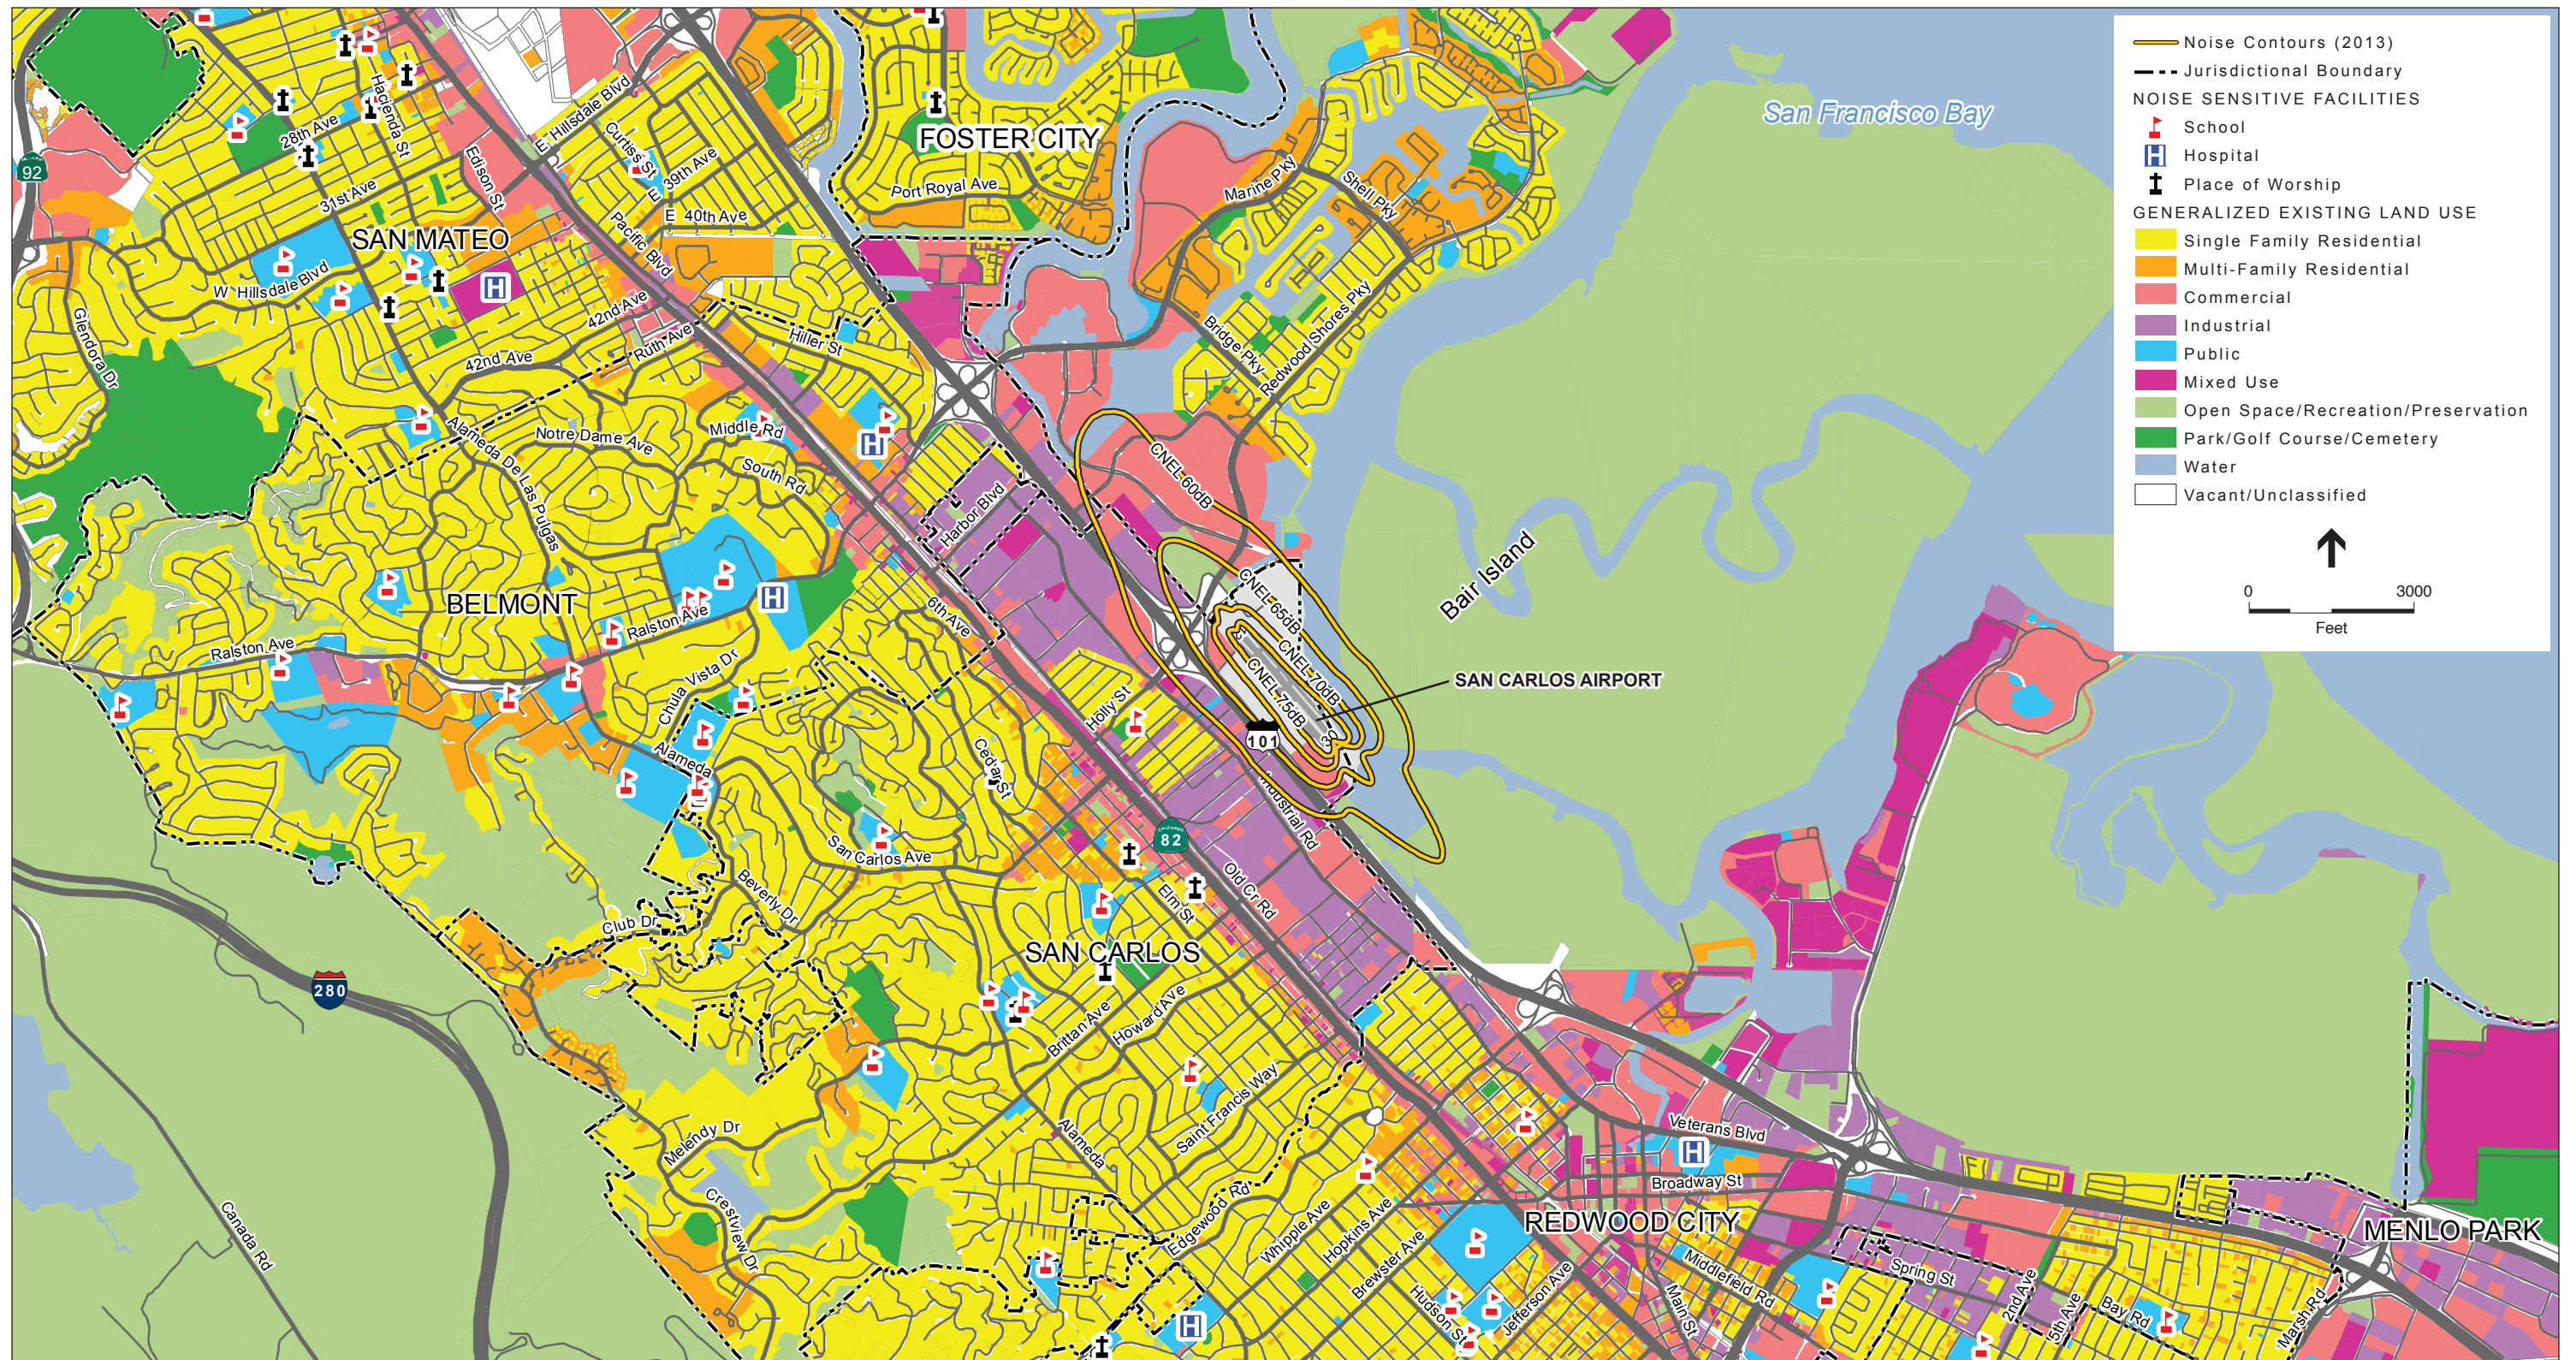 Noise Contours (2013)
Jurisdictional Boundary
NOISE SENSITIVE FACILITIES
School
H
Hospital
Place of Worship
GENERALIZED EXISTING LAND USE
Single Family Residential
Multi-Family Residential
Commercial
Industrial
Public
Mixed Use
Open Space/Recreation/Preservation
Park/Golf Course/Cemetery
Water
Vacant/Unclassified
0 3000
Feet
San Francisco Bay
FOSTER CITY
E Hillsdale Blvd
Hacienda St
28th Ave
Curtiss St
39th Ave
Edison St
92
31st Ave
E
E 40th Ave
Port Royal Ave
Marine Pky
Shell Pky
SAN MATEO
Pacific Blvd
W Hillsdale Blvd
H
42nd Ave
Ruth Ave
Hiller St
Glendora Dr
42nd Ave
Bridge Pky
Redwood Shores Pky
Middle Rd
Notre Dame Ave
H
Alameda De Las Pulgas
South Rd
CNEL 60dB
Harbor Blvd
Bair Island
BELMONT
H
Ralston Ave
6th Ave
CNEL 65dB
Ralston Ave
CNEL 70dB
CNEL 75dB
SAN CARLOS AIRPORT
Chula Vista Dr
Holly St
101
30
Alameda
Cedar St
Industrial Rd
CALIFORNIA
82
San Carlos Ave
Beverly Dr
Elm St
Old Cr Rd
Club Dr
SAN CARLOS
280
Brittan Ave
Howard Ave
Saint Francis Way
Alameda
Melendy Dr
Veterans Blvd
H
Broadway St
Canada Rd
Crestview Dr
Edgewood Rd
Whipple Ave
Hopkins Ave
Brewster Ave
REDWOOD CITY
MENLO PARK
Middlefield Rd
Spring St
Hudson St
Jefferson Ave
Main St
2nd Ave
5th Ave
Bay Rd
Marsh Rd
H